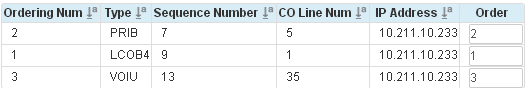 Ordering Num Type Sequence Number CO Line Num IP Address Order
2 PRIB 7 5 10.211.10.233 2
1 LCOB4 9 1 10.211.10.233 1
3 VOIU 13 35 10.211.10.233 3